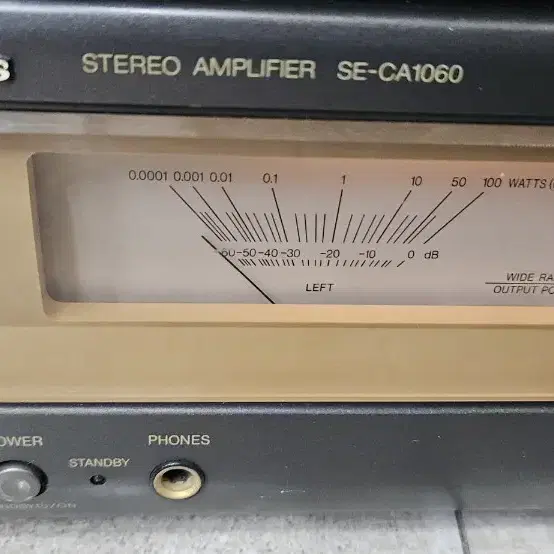 S
STEREO AMPLIFIER SE-CA1060
0.0001 0.001 0.01 0.1 1 10 50 100 WATTS (
-60 -50 -40 -30 -20 -10 0 dB
WIDE RA
LEFT OUTPUT PO
OWER
PHONES
STANDBY